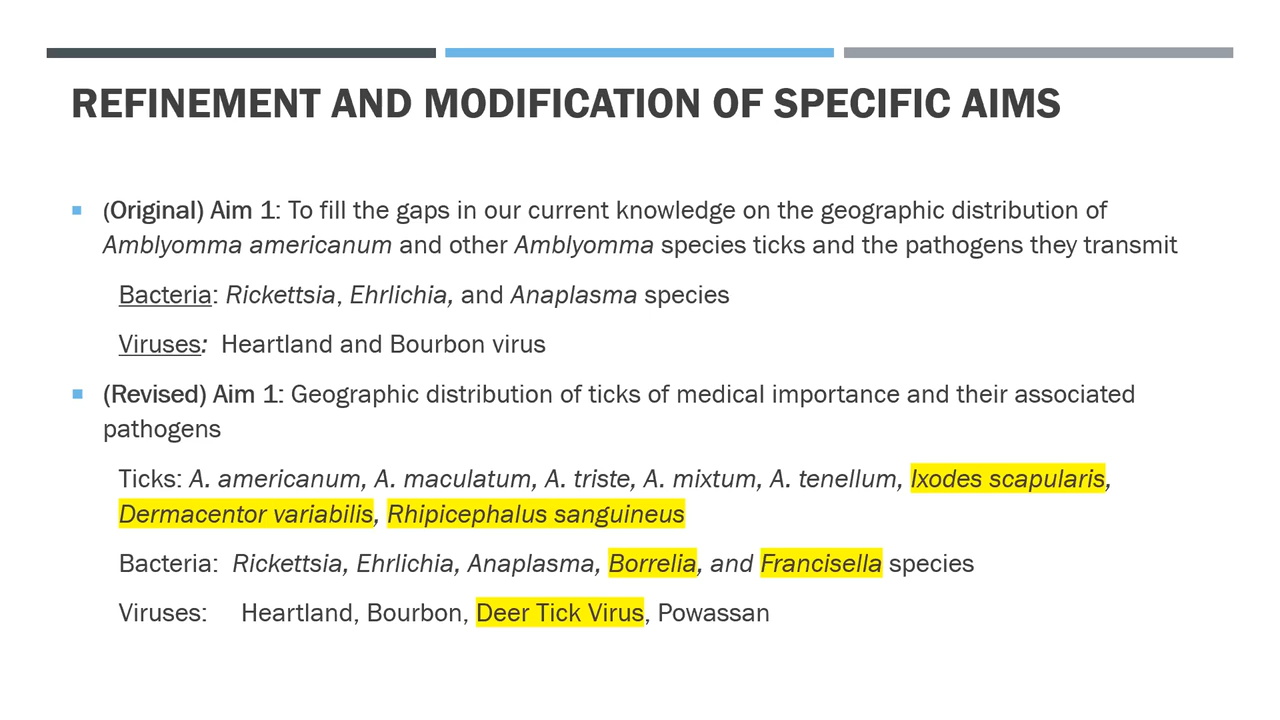 REFINEMENT AND MODIFICATION OF SPECIFIC AIMS
(Original) Aim 1: To fill the gaps in our current knowledge on the geographic distribution of
Amblyomma americanum and other Amblyomma species ticks and the pathogens they transmit
Bacteria: Rickettsia, Ehrlichia, and Anaplasma species
Viruses: Heartland and Bourbon virus
(Revised) Aim 1: Geographic distribution of ticks of medical importance and their associated
pathogens
Ticks: A. americanum, A. maculatum, A. triste, A. mixtum, A. tenellum, Ixodes scapularis,
Dermacentor variabilis, Rhipicephalus sanguineus
Bacteria: Rickettsia, Ehrlichia, Anaplasma, Borrelia, and Francisella species
Viruses: Heartland, Bourbon, Deer Tick Virus, Powassan